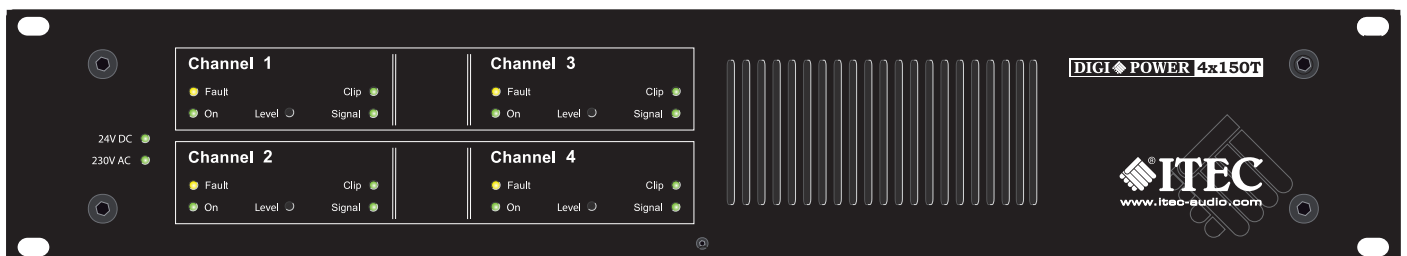 Channel 1
Fault Clip
On Level Signal
Channel 3
Fault Clip
On Level Signal
24V DC
230V AC
Channel 2
Fault Clip
On Level Signal
Channel 4
Fault Clip
On Level Signal
DIGI POWER 4x150T
®ITEC
www.itec-audio.com